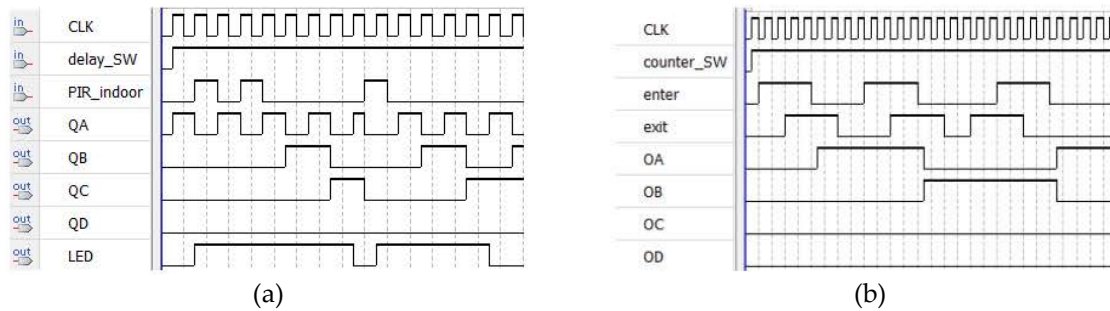 in CLK
in delay_SW
in PIR_indoor
out QA
out QB
out QC
out QD
out LED
(a)
CLK
counter_SW
enter
exit
OA
OB
OC
OD
(b)